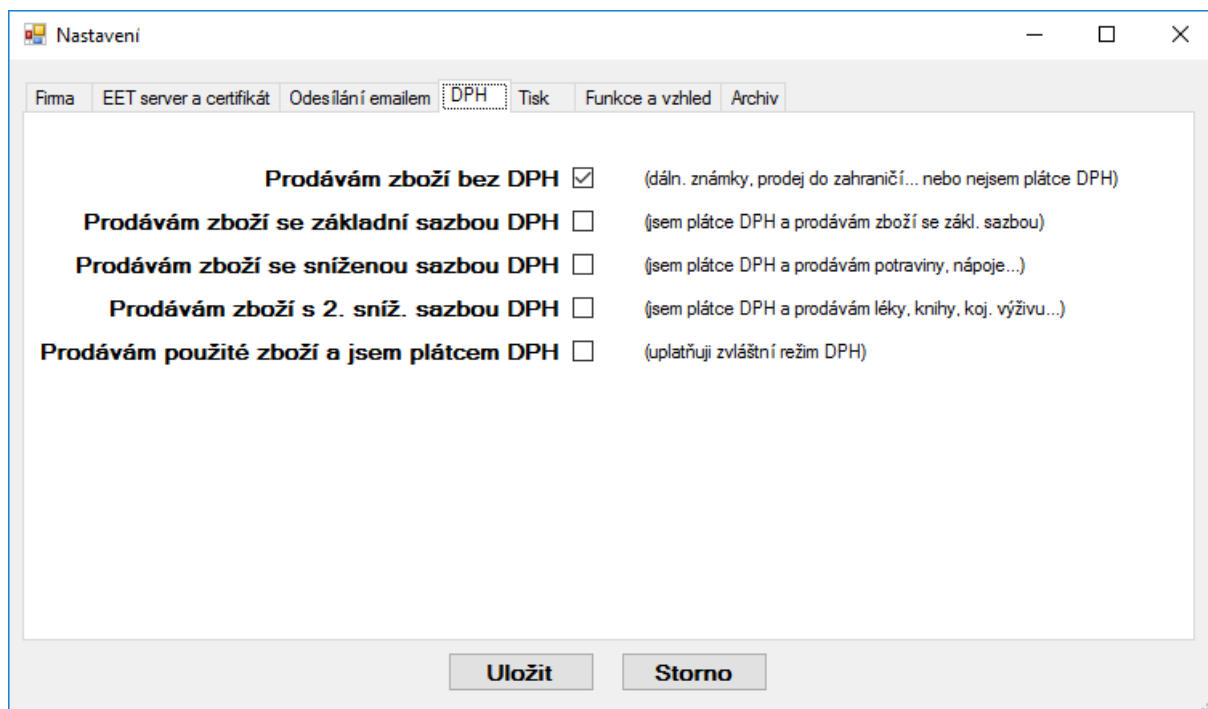 Nastavení
Firma EET server a certifikát Odesílání emailem DPH Tisk Funkce a vzhled Archiv
Prodávám zboží bez DPH (dáln. známky, prodej do zahraničí... nebo nejsem plátce DPH)
Prodávám zboží se základní sazbou DPH (jsem plátce DPH a prodávám zboží se zákl. sazbou)
Prodávám zboží se sníženou sazbou DPH (jsem plátce DPH a prodávám potraviny, nápoje...)
Prodávám zboží s 2. sníž. sazbou DPH (jsem plátce DPH a prodávám léky, knihy, koj. výživu...)
Prodávám použité zboží a jsem plátcem DPH (uplatňuji zvláštní režim DPH)
Uložit Storno